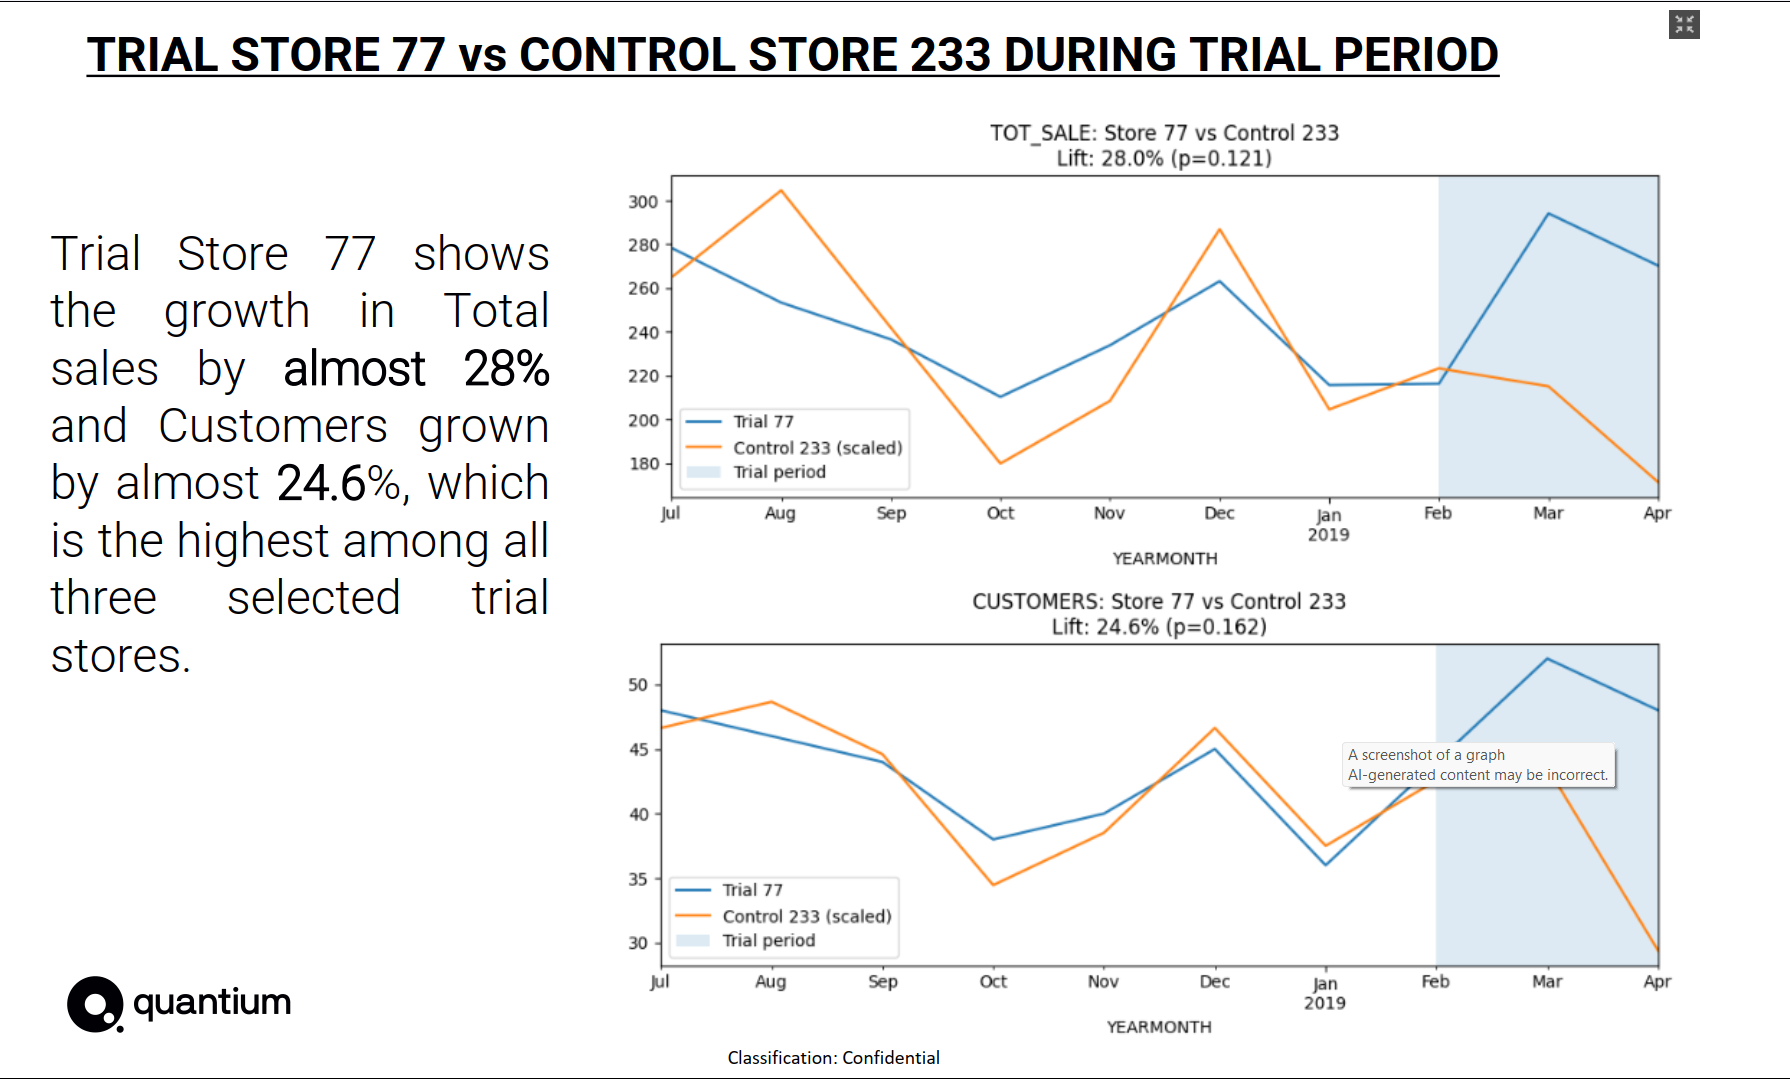 TRIAL STORE 77 vs CONTROL STORE 233 DURING TRIAL PERIOD
Trial Store 77 shows
the growth in Total
sales by almost 28%
and Customers grown
by almost 24.6%, which
is the highest among all
three selected trial
stores.
TOT_SALE: Store 77 vs Control 233
Lift: 28.0% (p=0.121)
300
280
260
240
220
200
180
Trial 77
Control 233 (scaled)
Trial period
Jul Aug Sep Oct Nov Dec Jan Feb Mar Apr
2019
YEARMONTH
CUSTOMERS: Store 77 vs Control 233
Lift: 24.6% (p=0.162)
50
45
40
35
30
A screenshot of a graph
AI-generated content may be incorrect.
Trial 77
Control 233 (scaled)
Trial period
Jul Aug Sep Oct Nov Dec Jan Feb Mar Apr
2019
YEARMONTH
quantium
Classification: Confidential